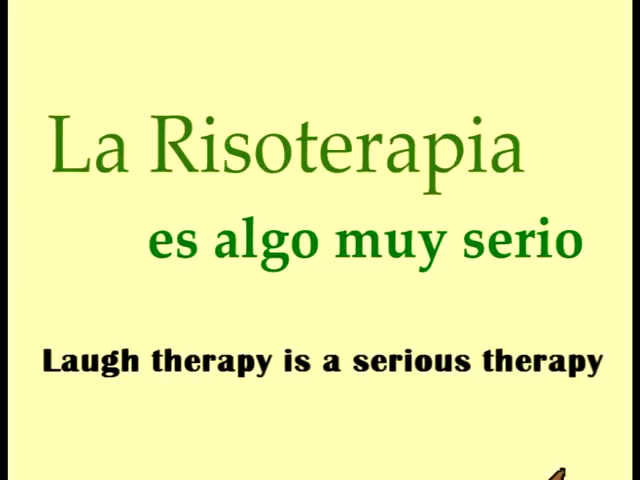 La Risoterapia
es algo muy serio
Laugh therapy is a serious therapy